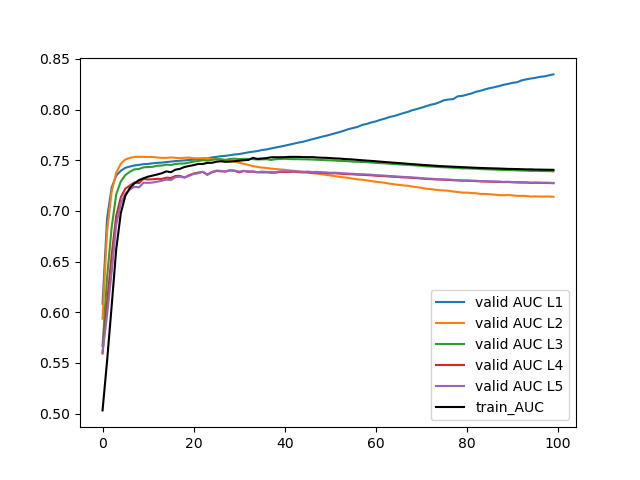 0.85
0.80
0.75
0.70
0.65
0.60
0.55
0.50
0 20 40 60 80 100
valid AUC L1
valid AUC L2
valid AUC L3
valid AUC L4
valid AUC L5
train_AUC